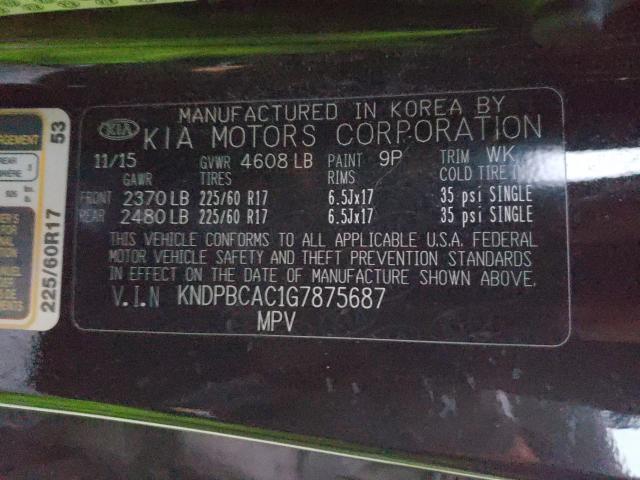 MANUFACTURED IN KOREA BY
KIA KIA MOTORS CORPORATION
11/15 GVWR 4608 LB PAINT 9P TRIM WK
GAWR TIRES RIMS COLD TIRE
FRONT 2370 LB 225/60 R17 6.5Jx17 35 psi SINGLE
REAR 2480 LB 225/60 R17 6.5Jx17 35 psi SINGLE
THIS VEHICLE CONFORMS TO ALL APPLICABLE U.S.A. FEDERAL
MOTOR VEHICLE SAFETY AND THEFT PREVENTION STANDARDS
IN EFFECT ON THE DATE OF MANUFACTURE SHOWN ABOVE.
V.I.N KNDPBCAC1G7875687
MPV
53
225/60R17
REAR